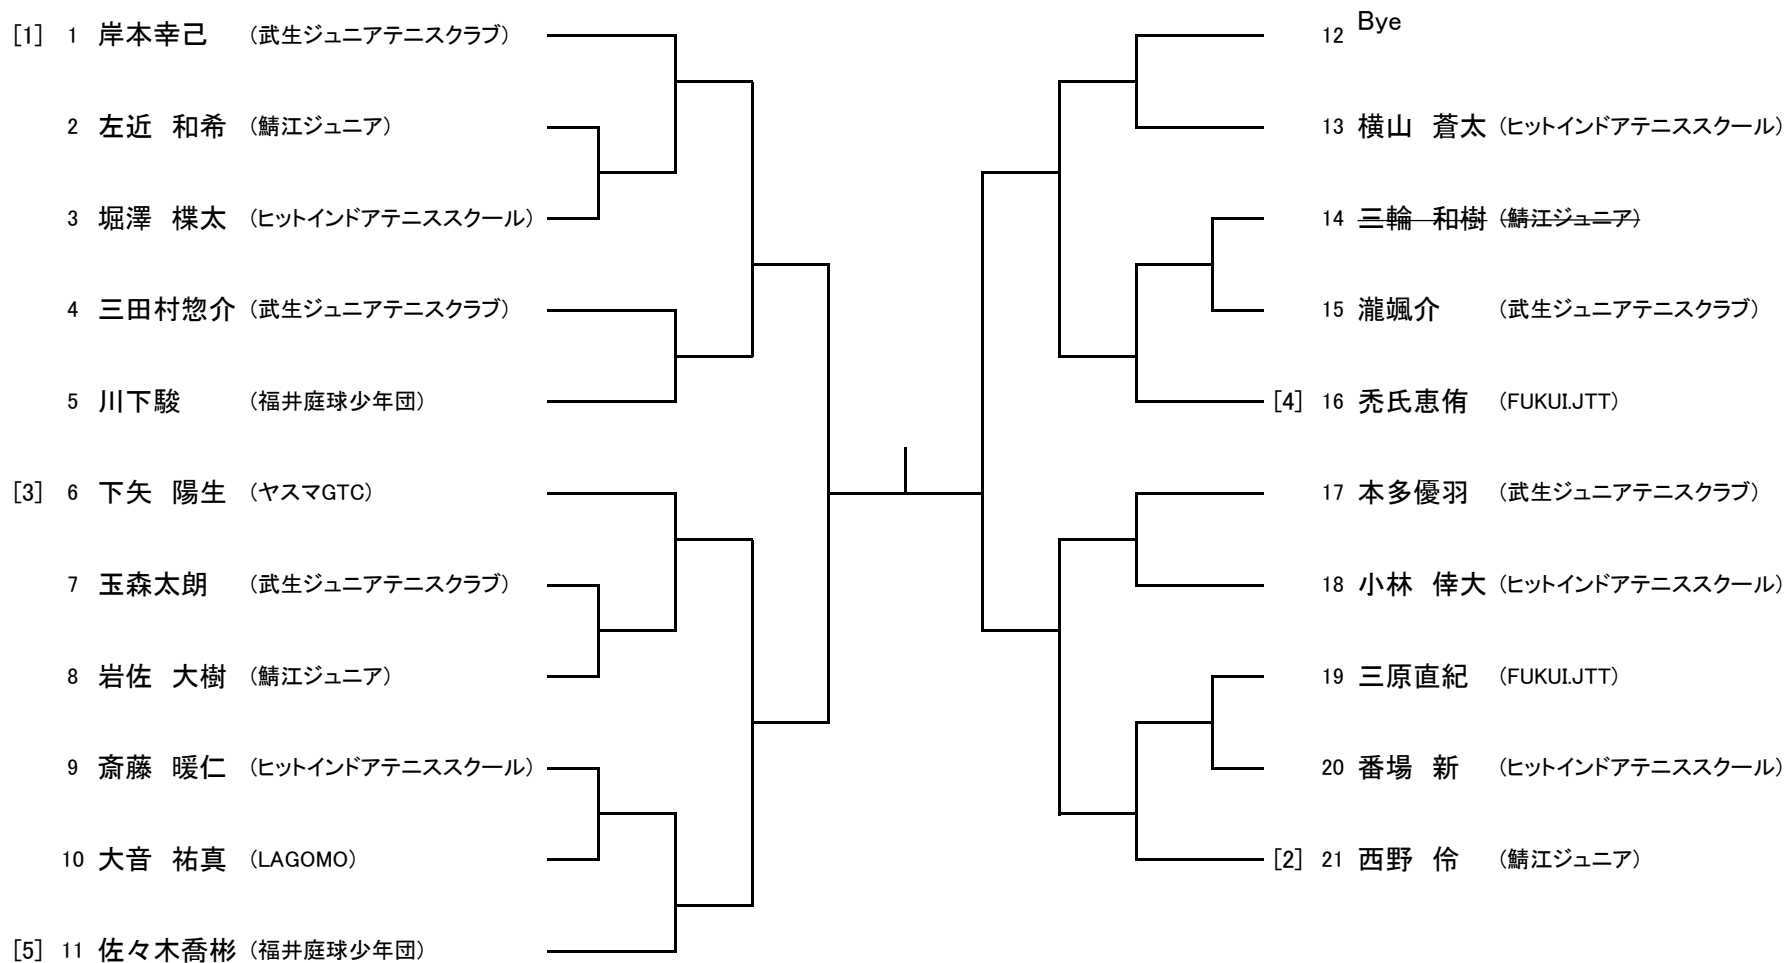 [1] 1 岸本幸己 (武生ジュニアテニスクラブ)
2 左近 和希 (鯖江ジュニア)
3 堀澤 楪太 (ヒットインドアテニススクール)
4 三田村惣介 (武生ジュニアテニスクラブ)
5 川下駿 (福井庭球少年団)
[3] 6 下矢 陽生 (ヤスマGTC)
7 玉森太朗 (武生ジュニアテニスクラブ)
8 岩佐 大樹 (鯖江ジュニア)
9 斎藤 暖仁 (ヒットインドアテニススクール)
10 大音 祐真 (LAGOMO)
[5] 11 佐々木喬彬 (福井庭球少年団)
12 Bye
13 横山 蒼太 (ヒットインドアテニススクール)
14 三輪 和樹 (鯖江ジュニア)
15 瀧颯介 (武生ジュニアテニスクラブ)
[4] 16 禿氏恵侑 (FUKUI.JTT)
17 本多優羽 (武生ジュニアテニスクラブ)
18 小林 倖大 (ヒットインドアテニススクール)
19 三原直紀 (FUKUI.JTT)
20 番場 新 (ヒットインドアテニススクール)
[2] 21 西野 伶 (鯖江ジュニア)